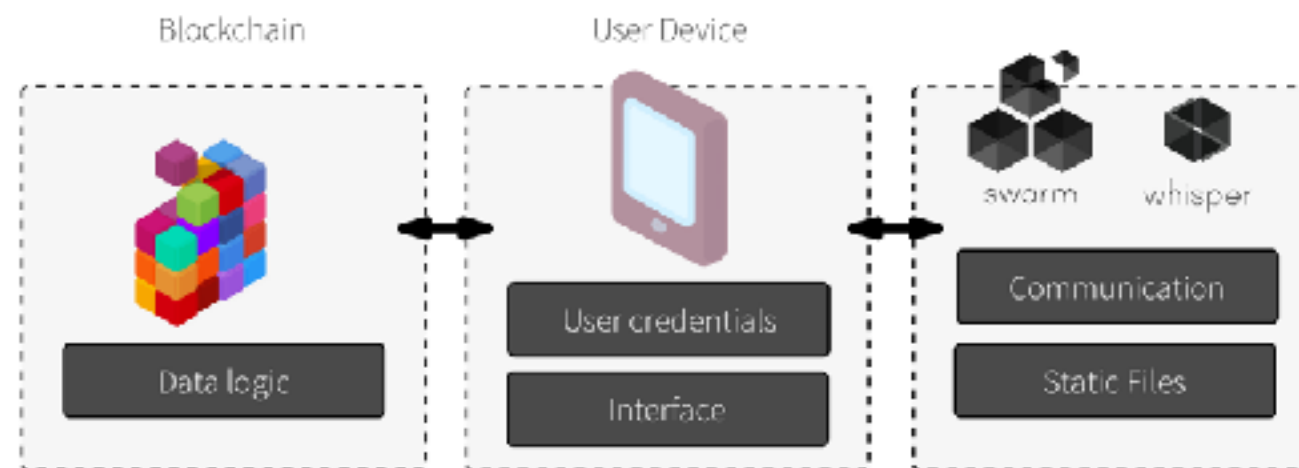 Blockchain
User Device
swarm
whisper
Data logic
User credentials
Interface
Communication
Static Files